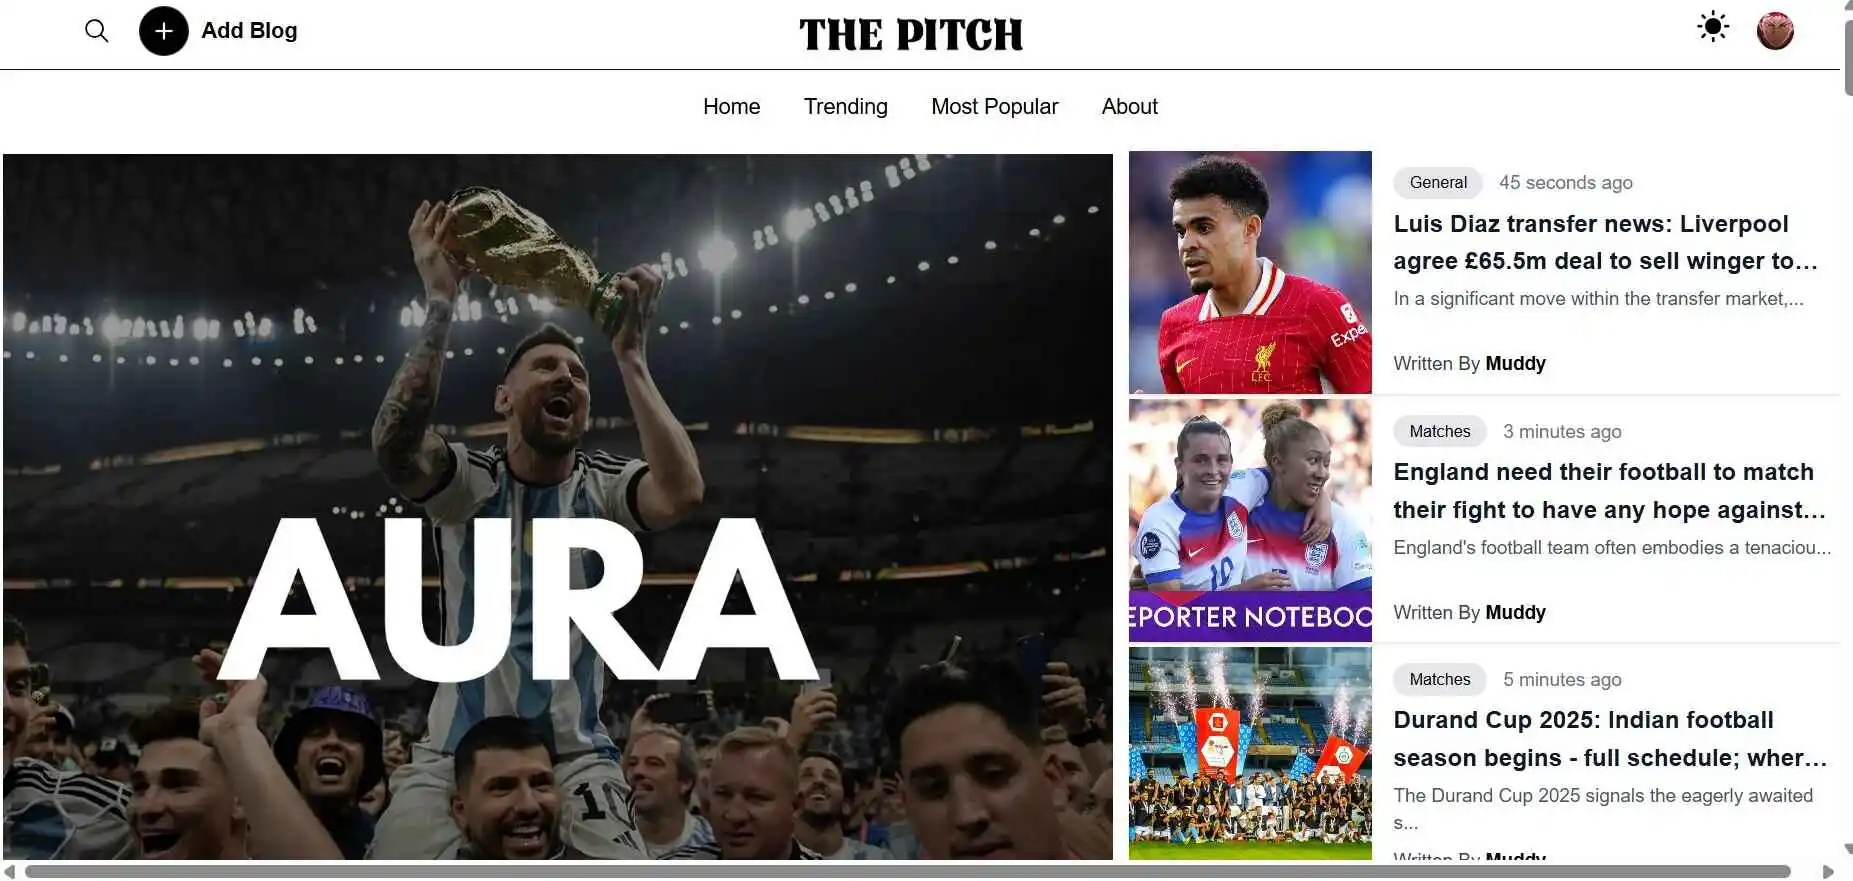 Add Blog
THE PITCH
Home
Trending
Most Popular
About
AURA
10
General
45 seconds ago
Luis Diaz transfer news: Liverpool
agree £65.5m deal to sell winger to...
In a significant move within the transfer market,...
Written By Muddy
Expe
L.F.C.
Matches
3 minutes ago
England need their football to match
their fight to have any hope against...
England's football team often embodies a tenaciou...
Written By Muddy
10
EPORTER NOTEBOO
Matches
5 minutes ago
Durand Cup 2025: Indian football
season begins - full schedule; wher...
The Durand Cup 2025 signals the eagerly awaited
s...
Written By Muddy